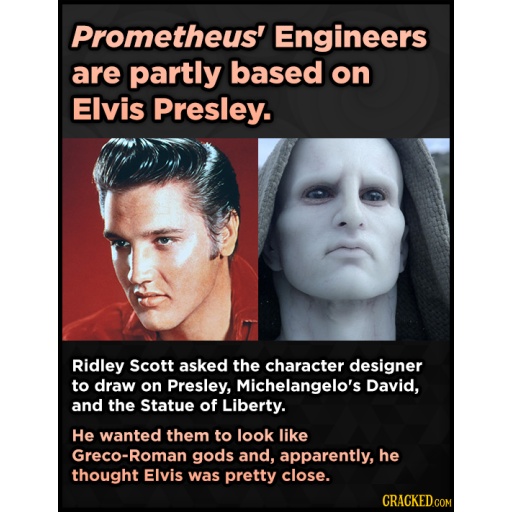 Prometheus' Engineers
are partly based on
Elvis Presley.
Ridley Scott asked the character designer
to draw on Presley, Michelangelo's David,
and the Statue of Liberty.
He wanted them to look like
Greco-Roman gods and, apparently, he
thought Elvis was pretty close.
CRACKED.COM